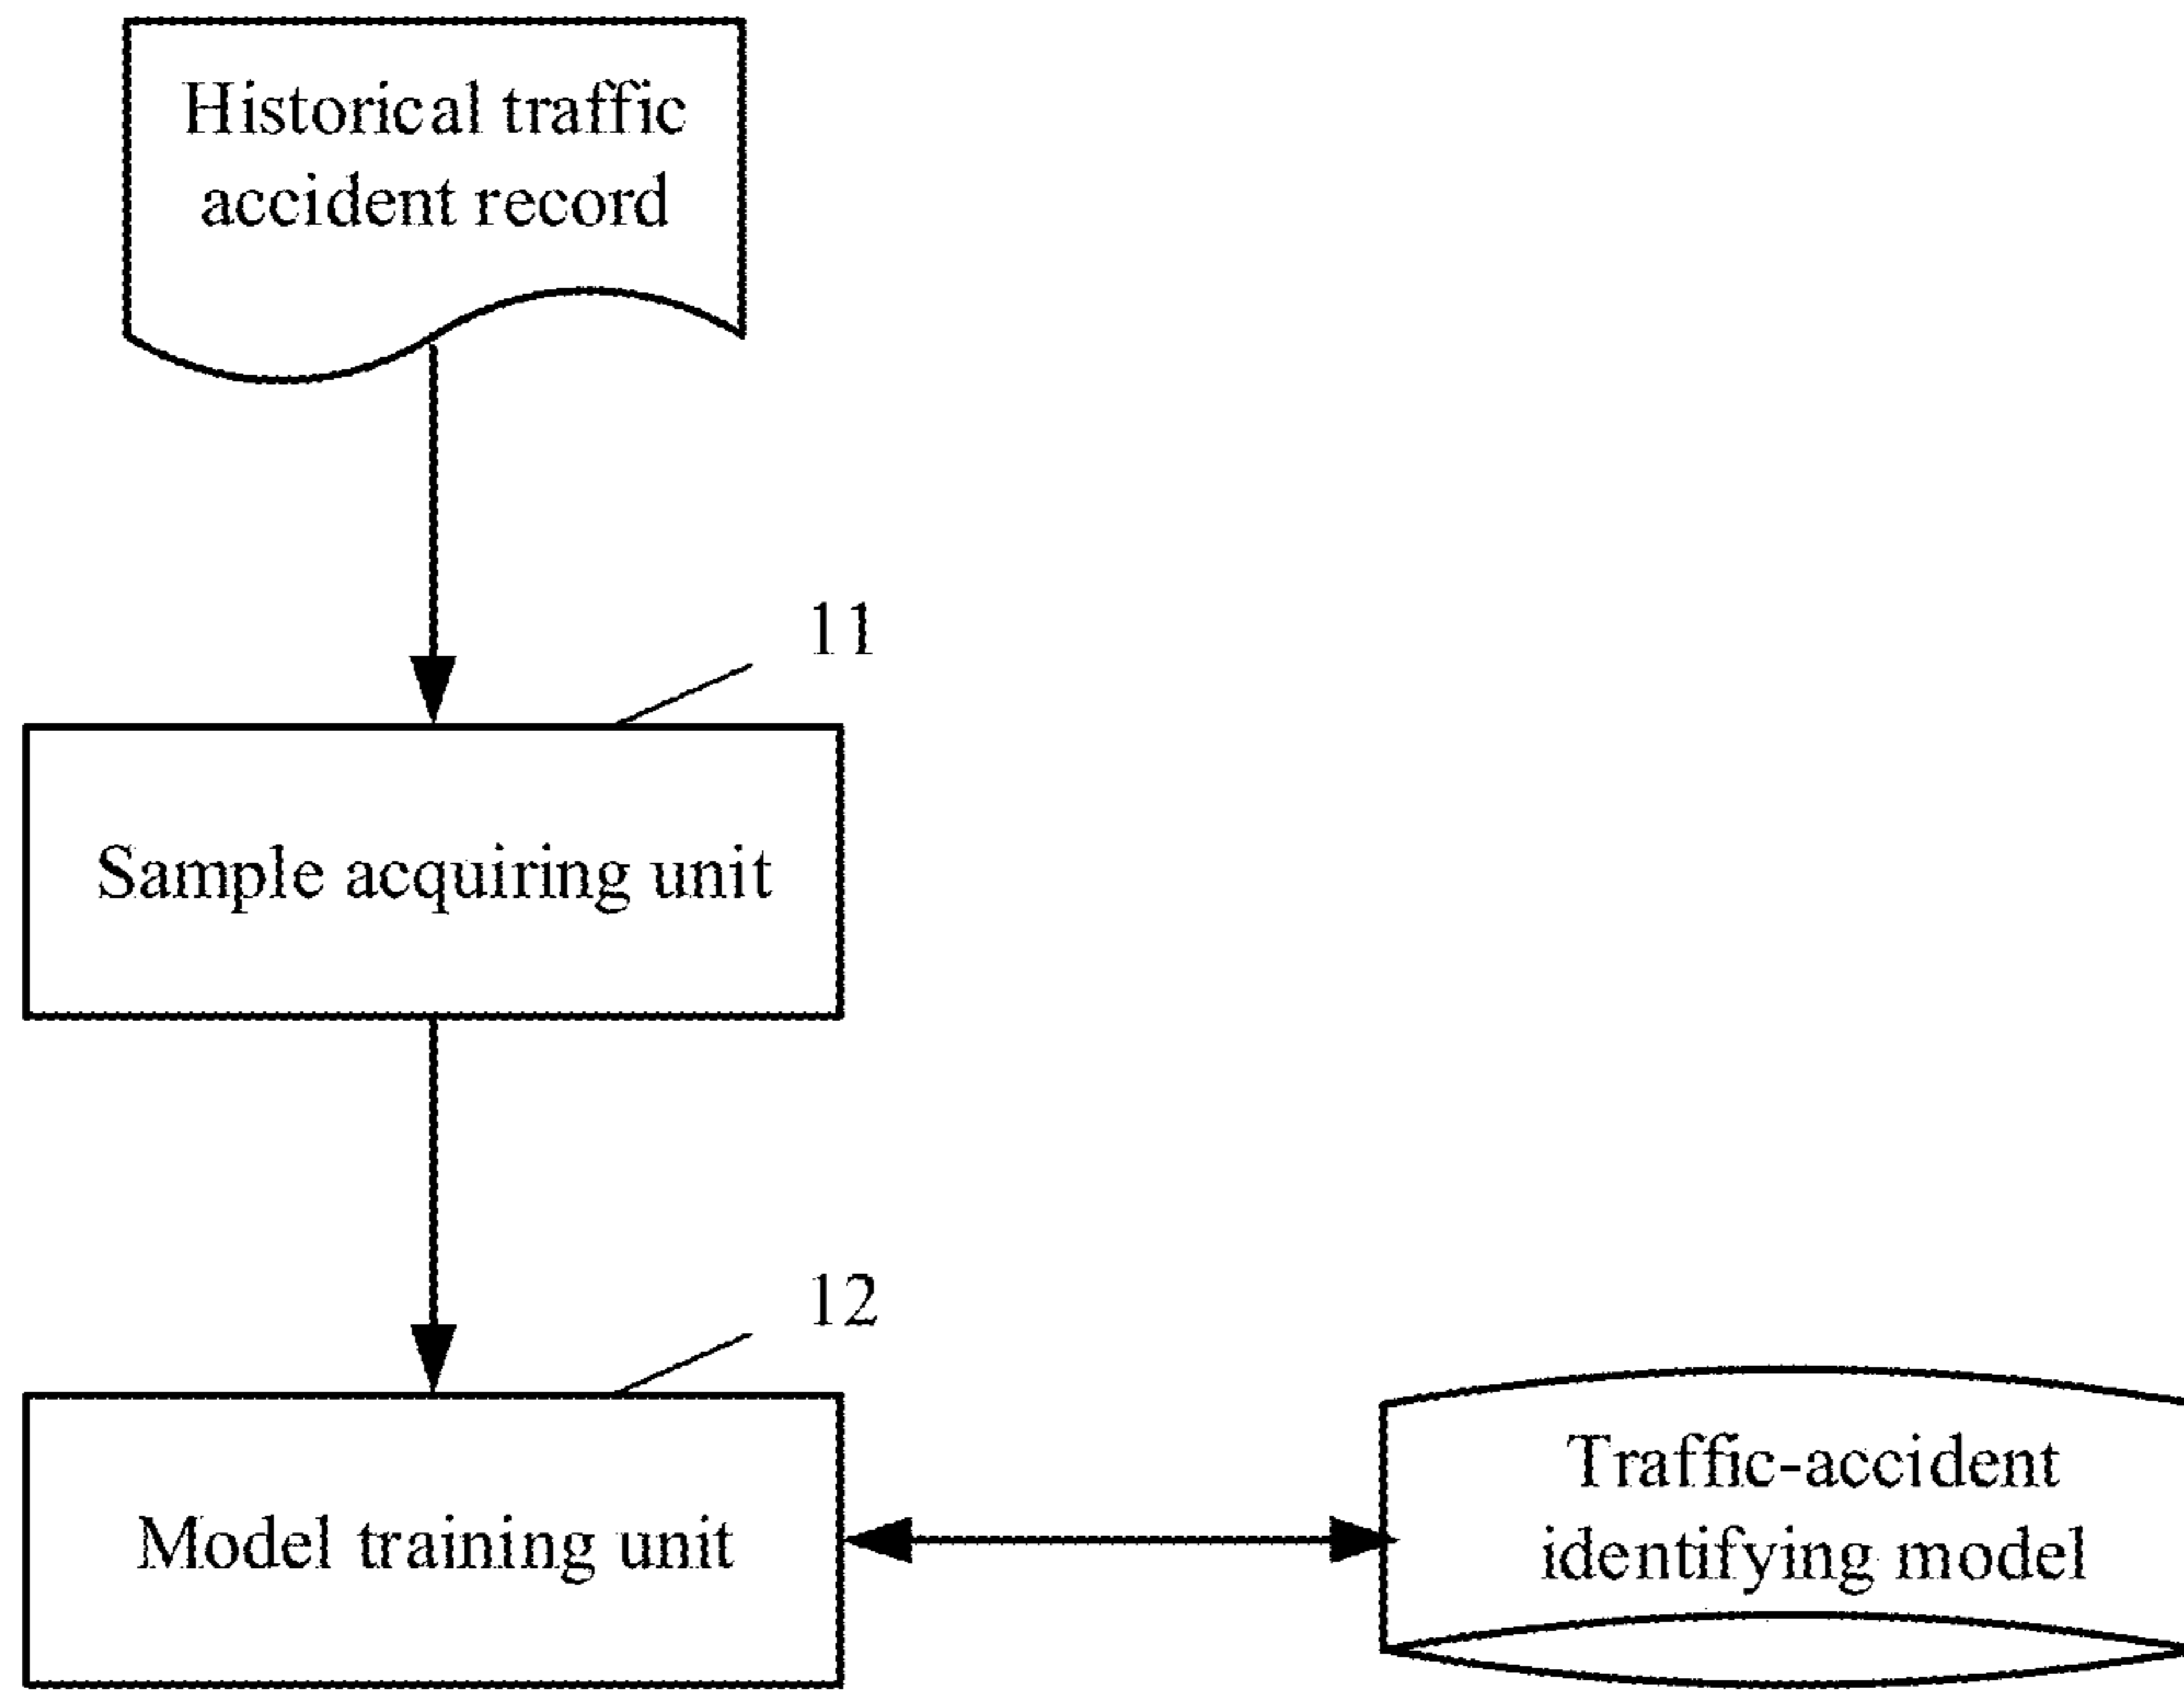 Historical traffic
accident record
11
Sample acquiring unit
12
Model training unit
Traffic-accident
identifying model